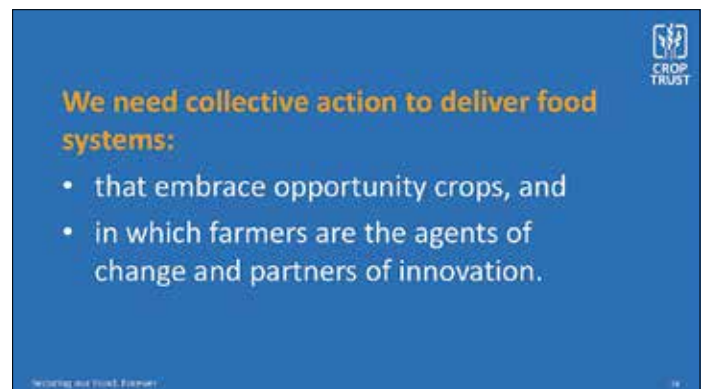 CROP
TRUST
We need collective action to deliver food
systems:
• that embrace opportunity crops, and
• in which farmers are the agents of
change and partners of innovation.
Securing our Food, Forever